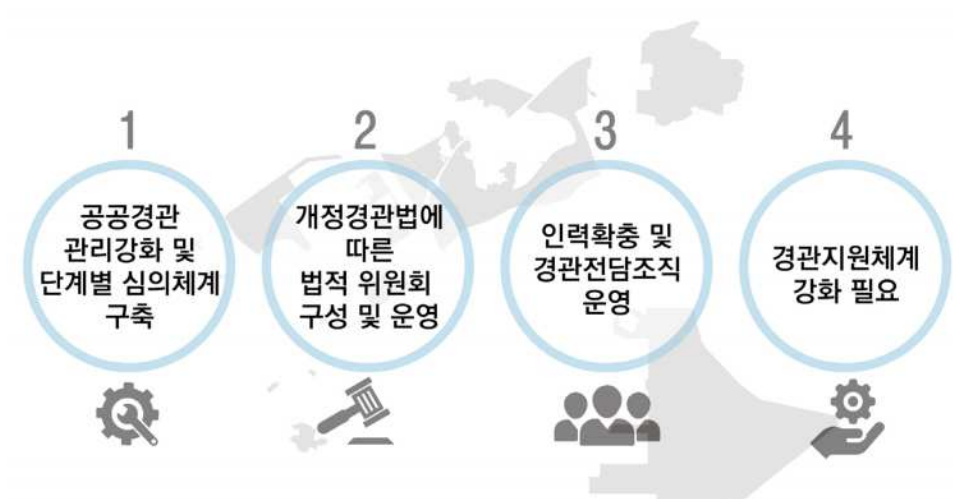 1
공공경관
관리강화 및
단계별 심의체계
구축
2
개정경관법에
따른
법적 위원회
구성 및 운영
3
인력확충 및
경관전담조직
운영
4
경관지원체계
강화 필요